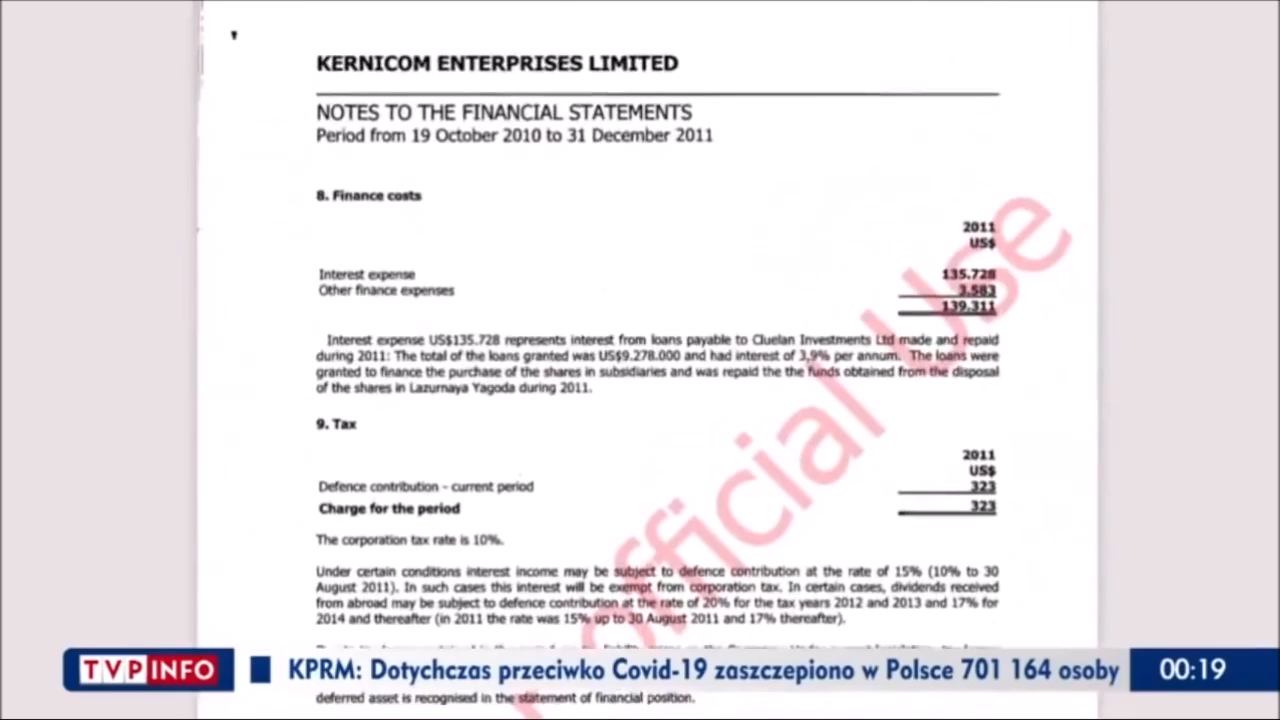 KERNICOM ENTERPRISES LIMITED
NOTES TO THE FINANCIAL STATEMENTS
Period from 19 October 2010 to 31 December 2011
8. Finance costs
2011
US$
Interest expense 135.728
Other finance expenses 3.583
139.311
Interest expense US$135.728 represents interest from loans payable to Cluelan Investments Ltd made and repaid
during 2011: The total of the loans granted was US$9.278.000 and had interest of 3,9% per annum. The loans were
granted to finance the purchase of the shares in subsidiaries and was repaid the the funds obtained from the disposal
of the shares in Lazurnaya Yagoda during 2011.
9. Tax
2011
US$
Defence contribution - current period 323
Charge for the period 323
The corporation tax rate is 10%.
Under certain conditions interest income may be subject to defence contribution at the rate of 15% (10% to 30
August 2011). In such cases this interest will be exempt from corporation tax. In certain cases, dividends received
from abroad may be subject to defence contribution at the rate of 20% for the tax years 2012 and 2013 and 17% for
2014 and thereafter (in 2011 the rate was 15% up to 30 August 2011 and 17% thereafter).
official Use
TVP INFO KPRM: Dotychczas przeciwko Covid-19 zaszczepiono w Polsce 701 164 osoby 00:19
deferred asset is recognised in the statement of financial position.